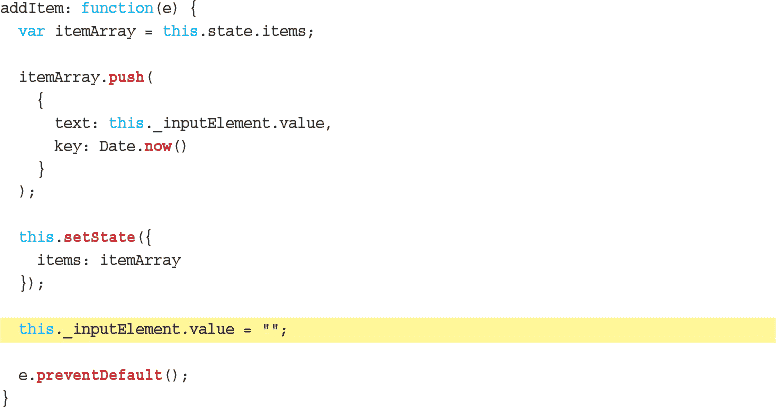 addItem: function(e) {
  var itemArray = this.state.items;

  itemArray.push(
    {
      text: this._inputElement.value,
      key: Date.now()
    }
  );

  this.setState({
    items: itemArray
  });

  this._inputElement.value = "";

  e.preventDefault();
}